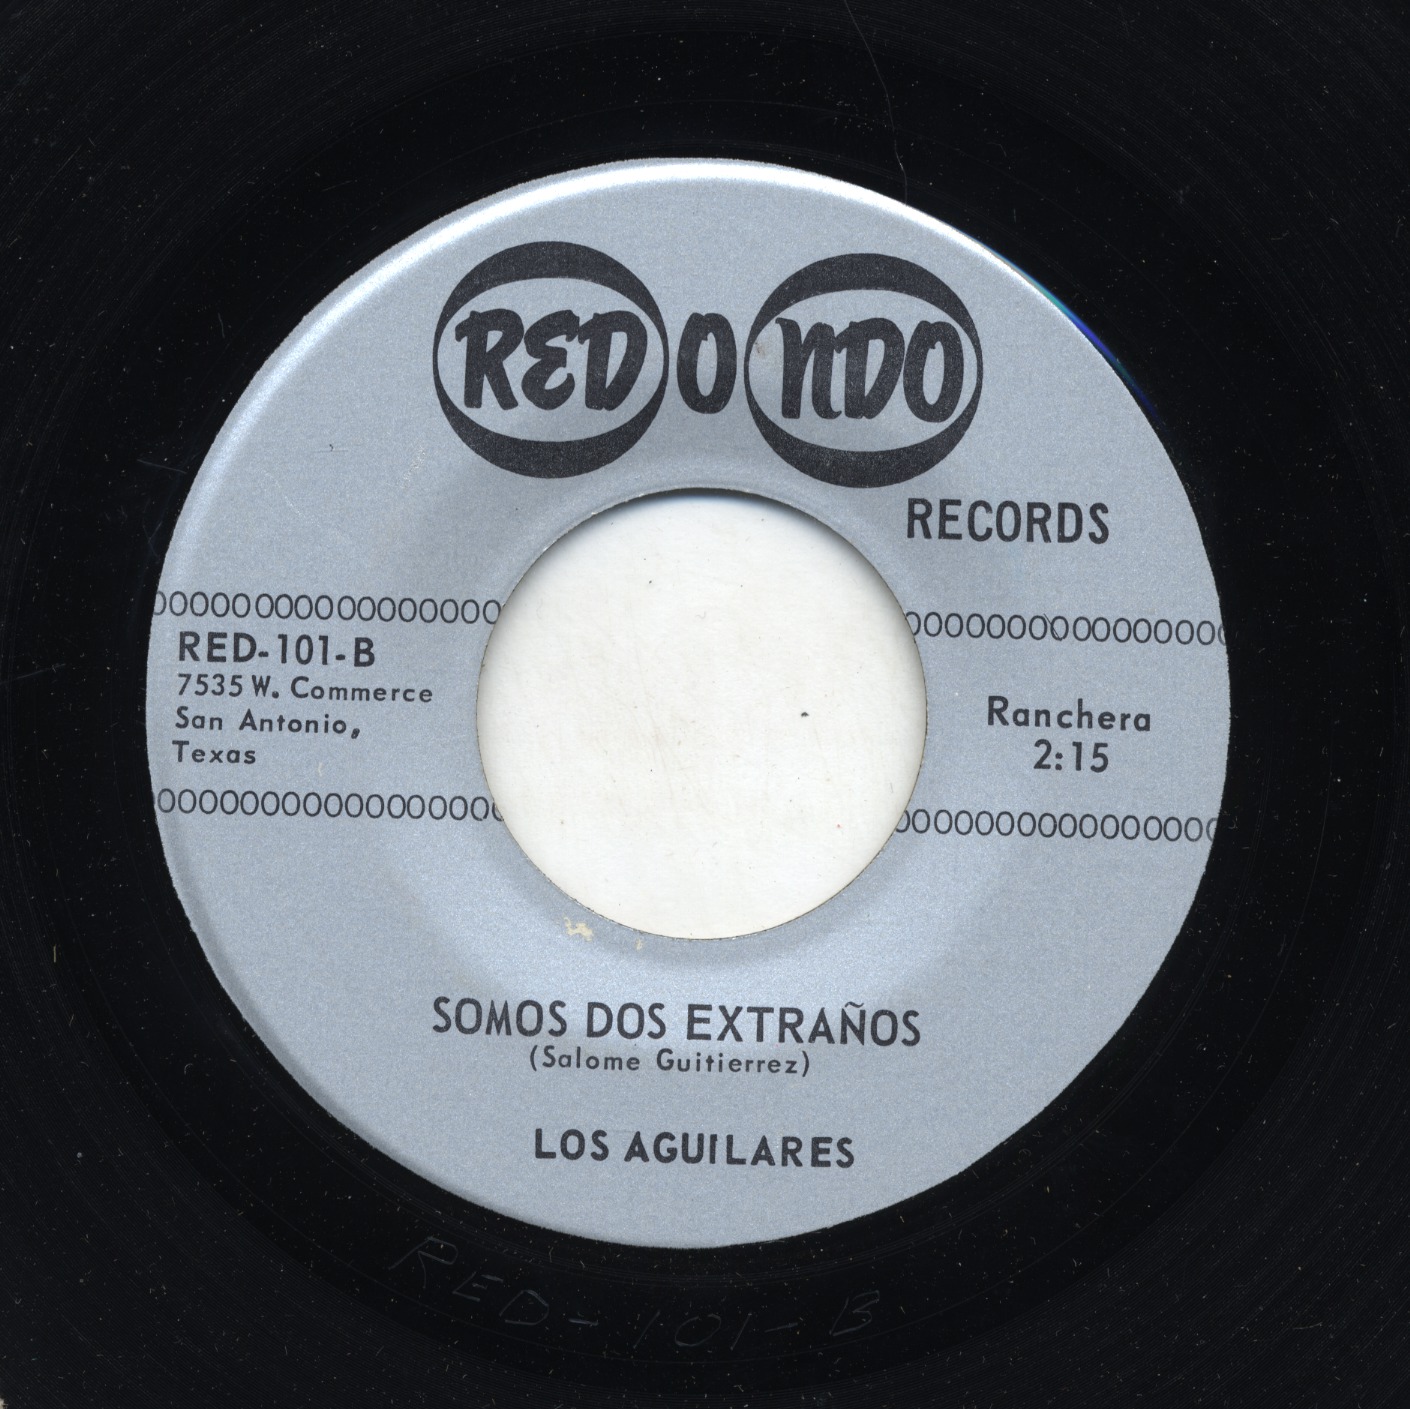 REDONDO
RECORDS
RED-101-B
7535 W. Commerce
San Antonio,
Texas
Ranchera
2:15
SOMOS DOS EXTRAÑOS
(Salome Guitierrez)
LOS AGUILARES
RED-101-B